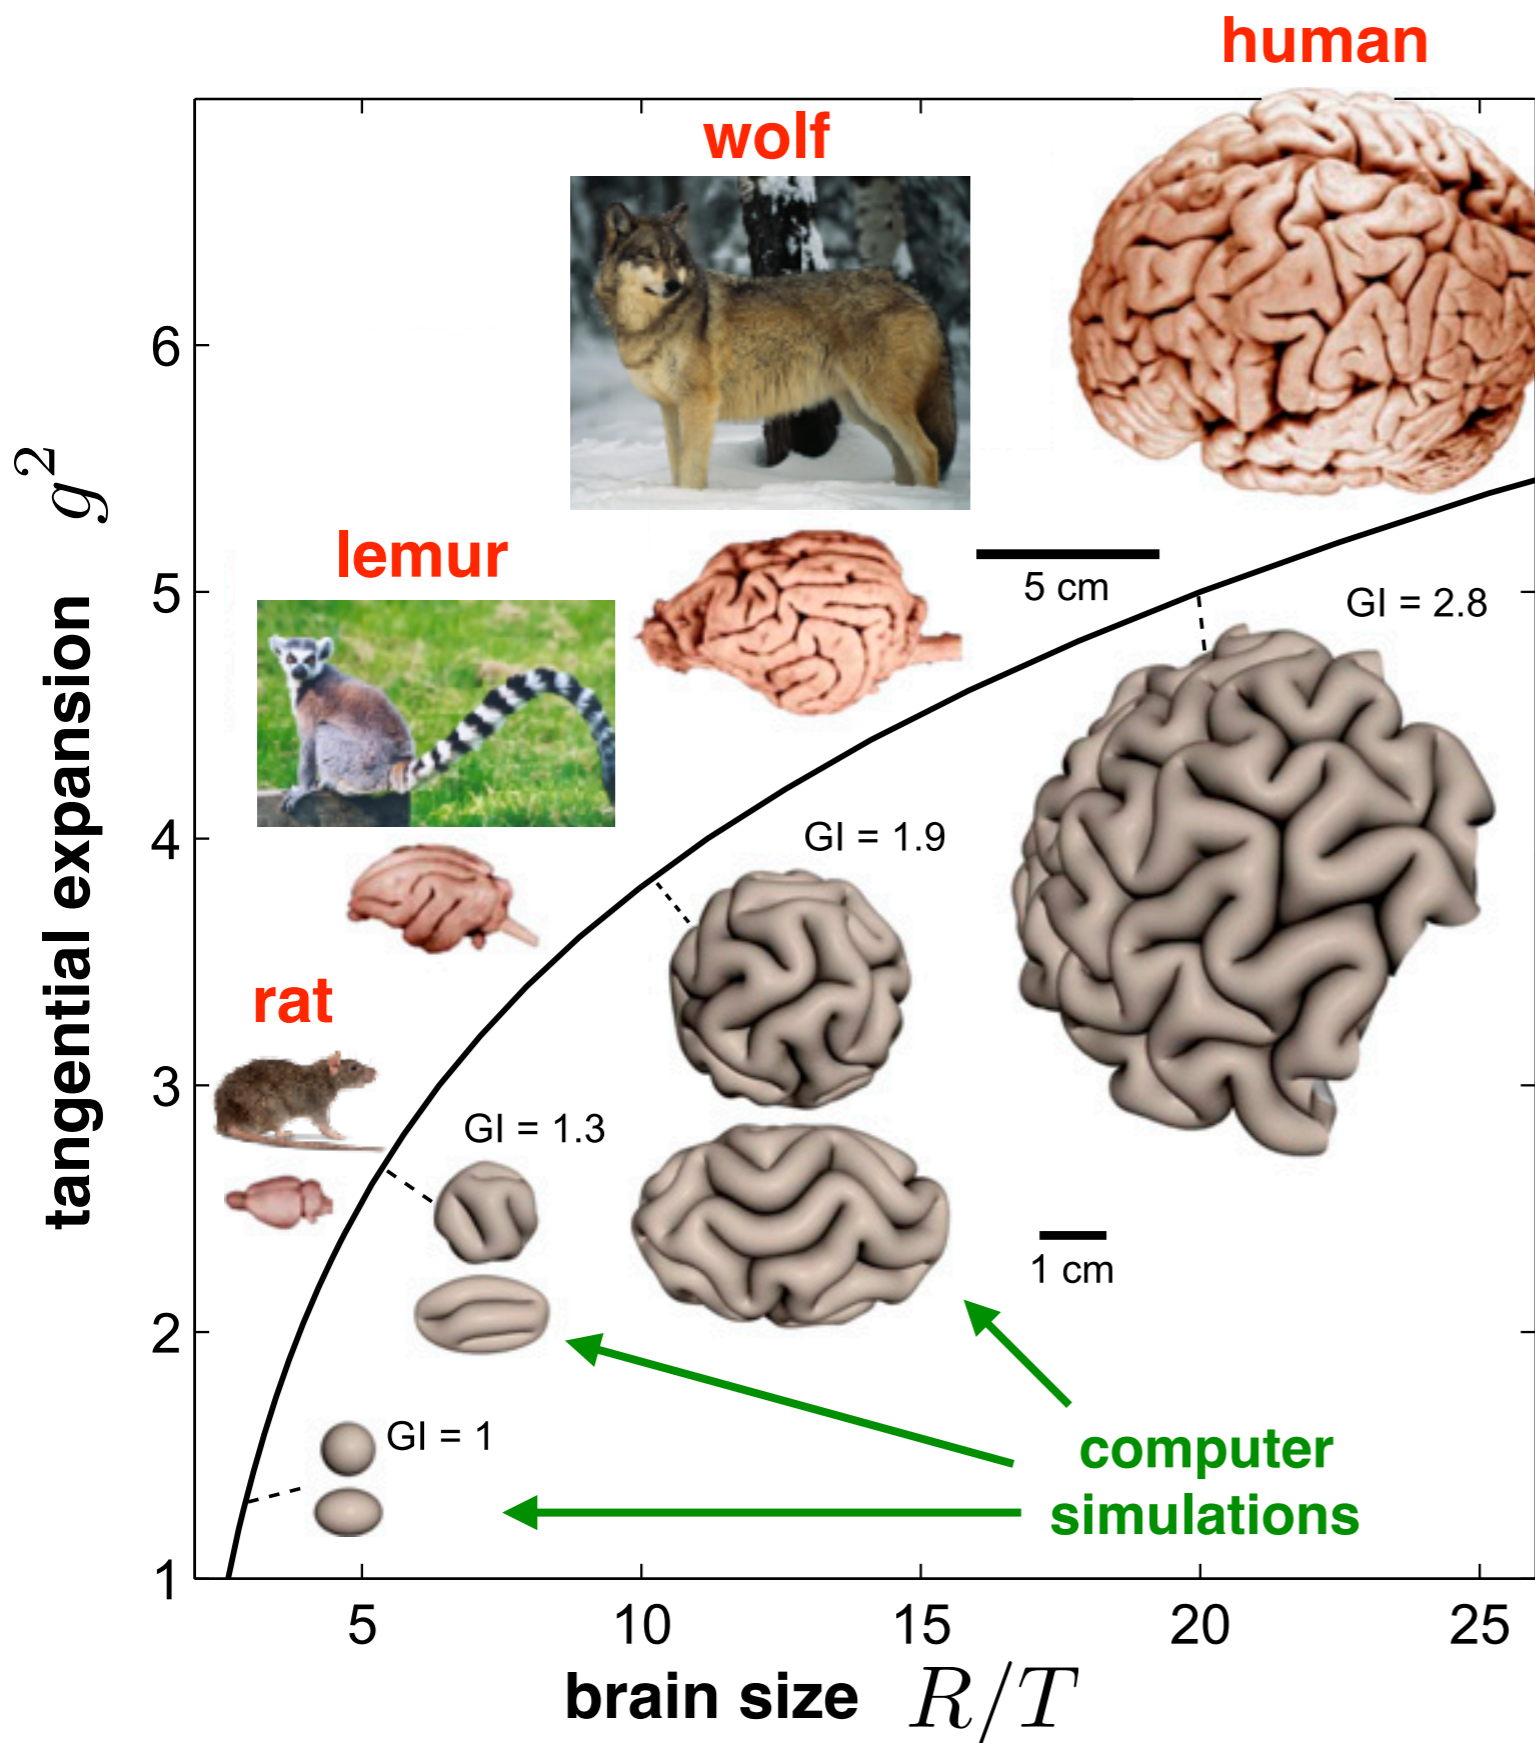 human
wolf
6
g²
lemur
5 cm
5
GI = 2.8
tangential expansion
4
GI = 1.9
rat
3
GI = 1.3
1 cm
2
GI = 1
computer
simulations
1
5 10 15 20 25
brain size R/T